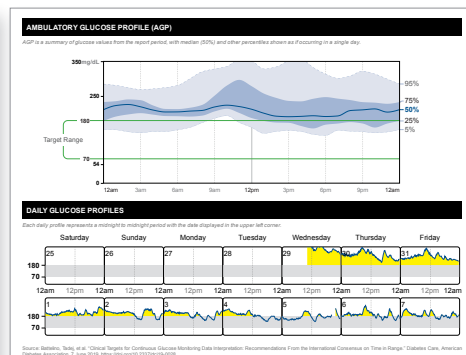 AMBULATORY GLUCOSE PROFILE (AGP)
AGP is a summary of glucose values from the report period, with median (50%) and other percentiles shown as if occurring in a single day.
350 mg/dL
95%
250
75%
50%
180
25%
Target Range
5%
70
54
0
12am 3am 6am 9am 12pm 3pm 6pm 9pm 12am
DAILY GLUCOSE PROFILES
Each daily profile represents a midnight to midnight period with the date displayed in the upper left corner.
Saturday Sunday Monday Tuesday Wednesday Thursday Friday
25 26 27 28 29 30 31
180
70
12am 12pm 12am 12pm 12am 12pm 12am 12pm 12am 12pm 12am 12pm 12am 12pm 12am
1 2 3 4 5 6 7
180
70
Source: Battelino, Tadej, et al. "Clinical Targets for Continuous Glucose Monitoring Data Interpretation: Recommendations From the International Consensus on Time in Range." Diabetes Care, American
Diabetes Association, 7 June 2019